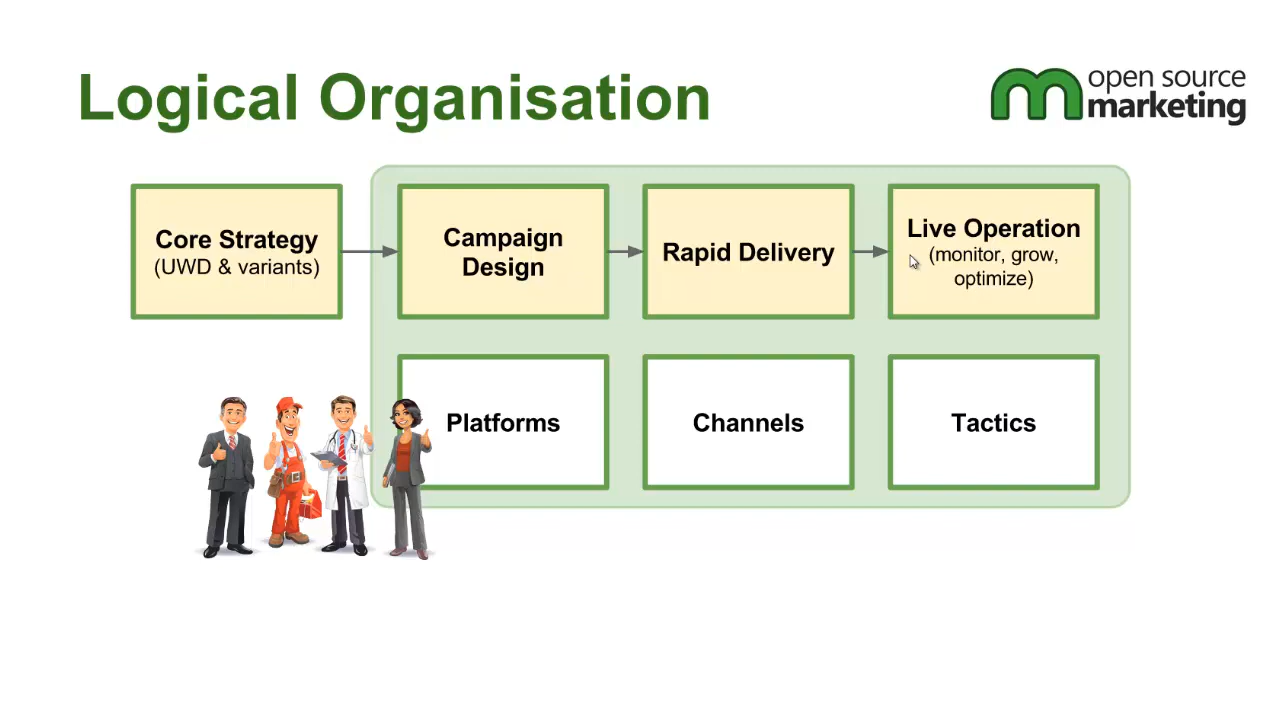 Logical Organisation
open source
marketing
Core Strategy
(UWD & variants)
Campaign
Design
Rapid Delivery
Live Operation
(monitor, grow,
optimize)
Platforms
Channels
Tactics